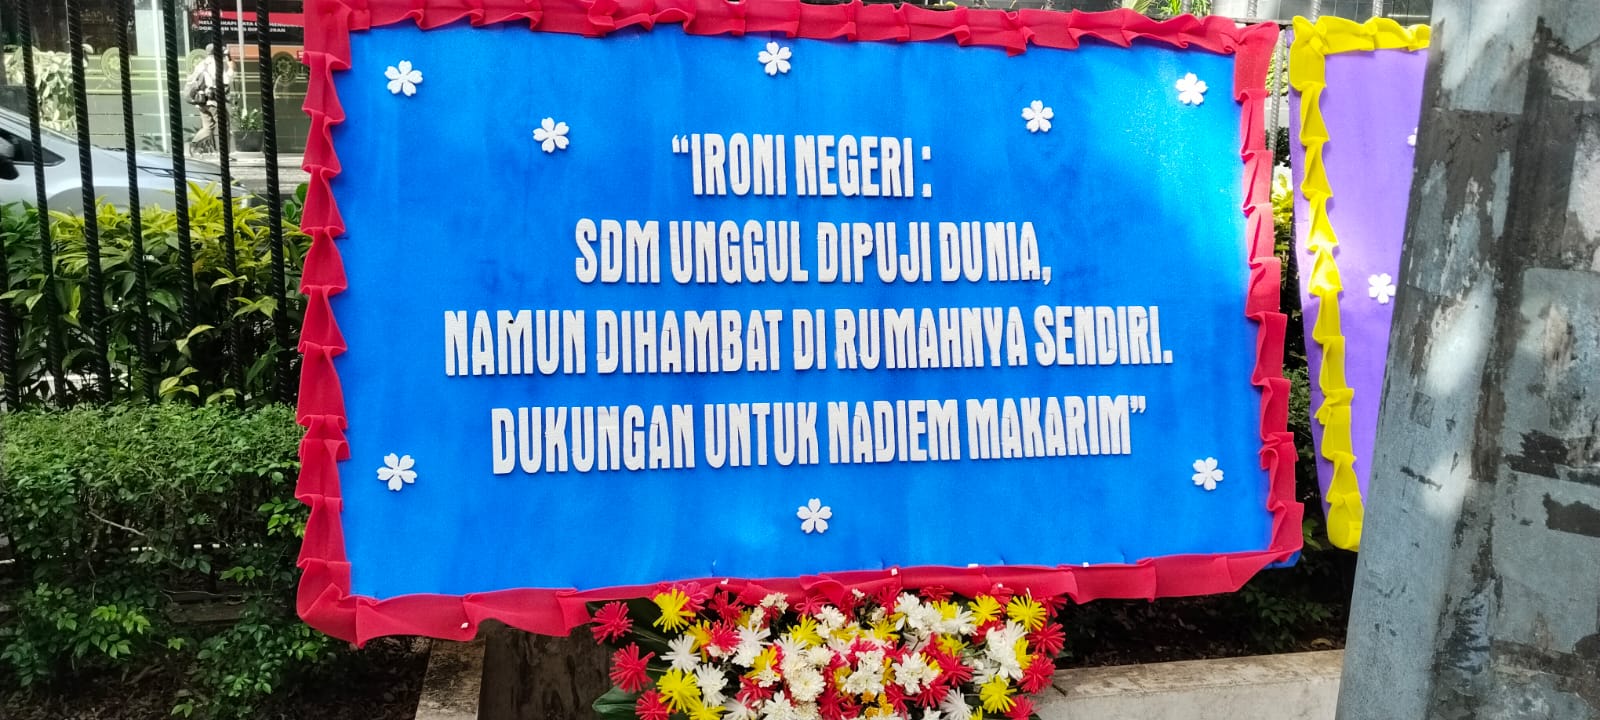 “IRONI NEGERI :
SDM UNGGUL DIPUJI DUNIA,
NAMUN DIHAMBAT DI RUMAHNYA SENDIRI.
DUKUNGAN UNTUK NADIEM MAKARIM”